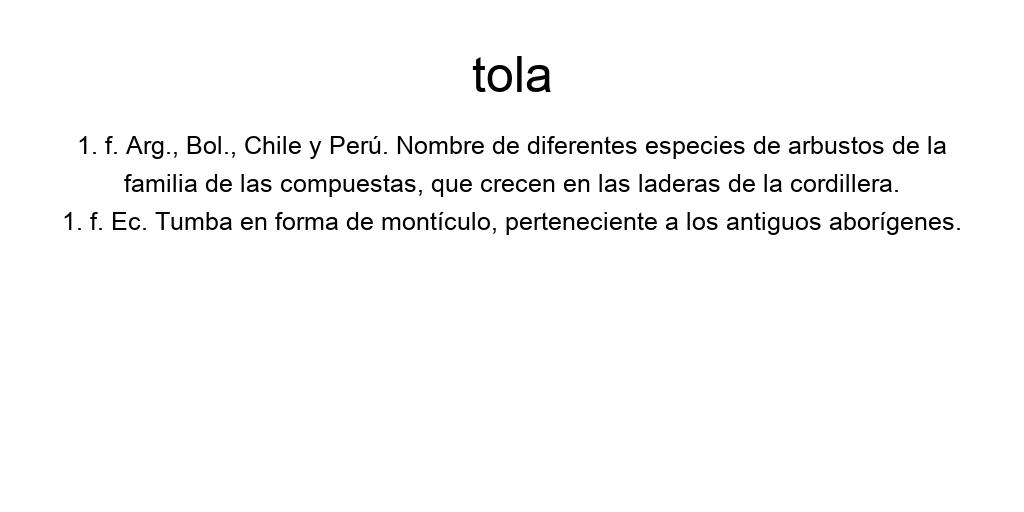 tola
1. f. Arg., Bol., Chile y Perú. Nombre de diferentes especies de arbustos de la
familia de las compuestas, que crecen en las laderas de la cordillera.
1. f. Ec. Tumba en forma de montículo, perteneciente a los antiguos aborígenes.